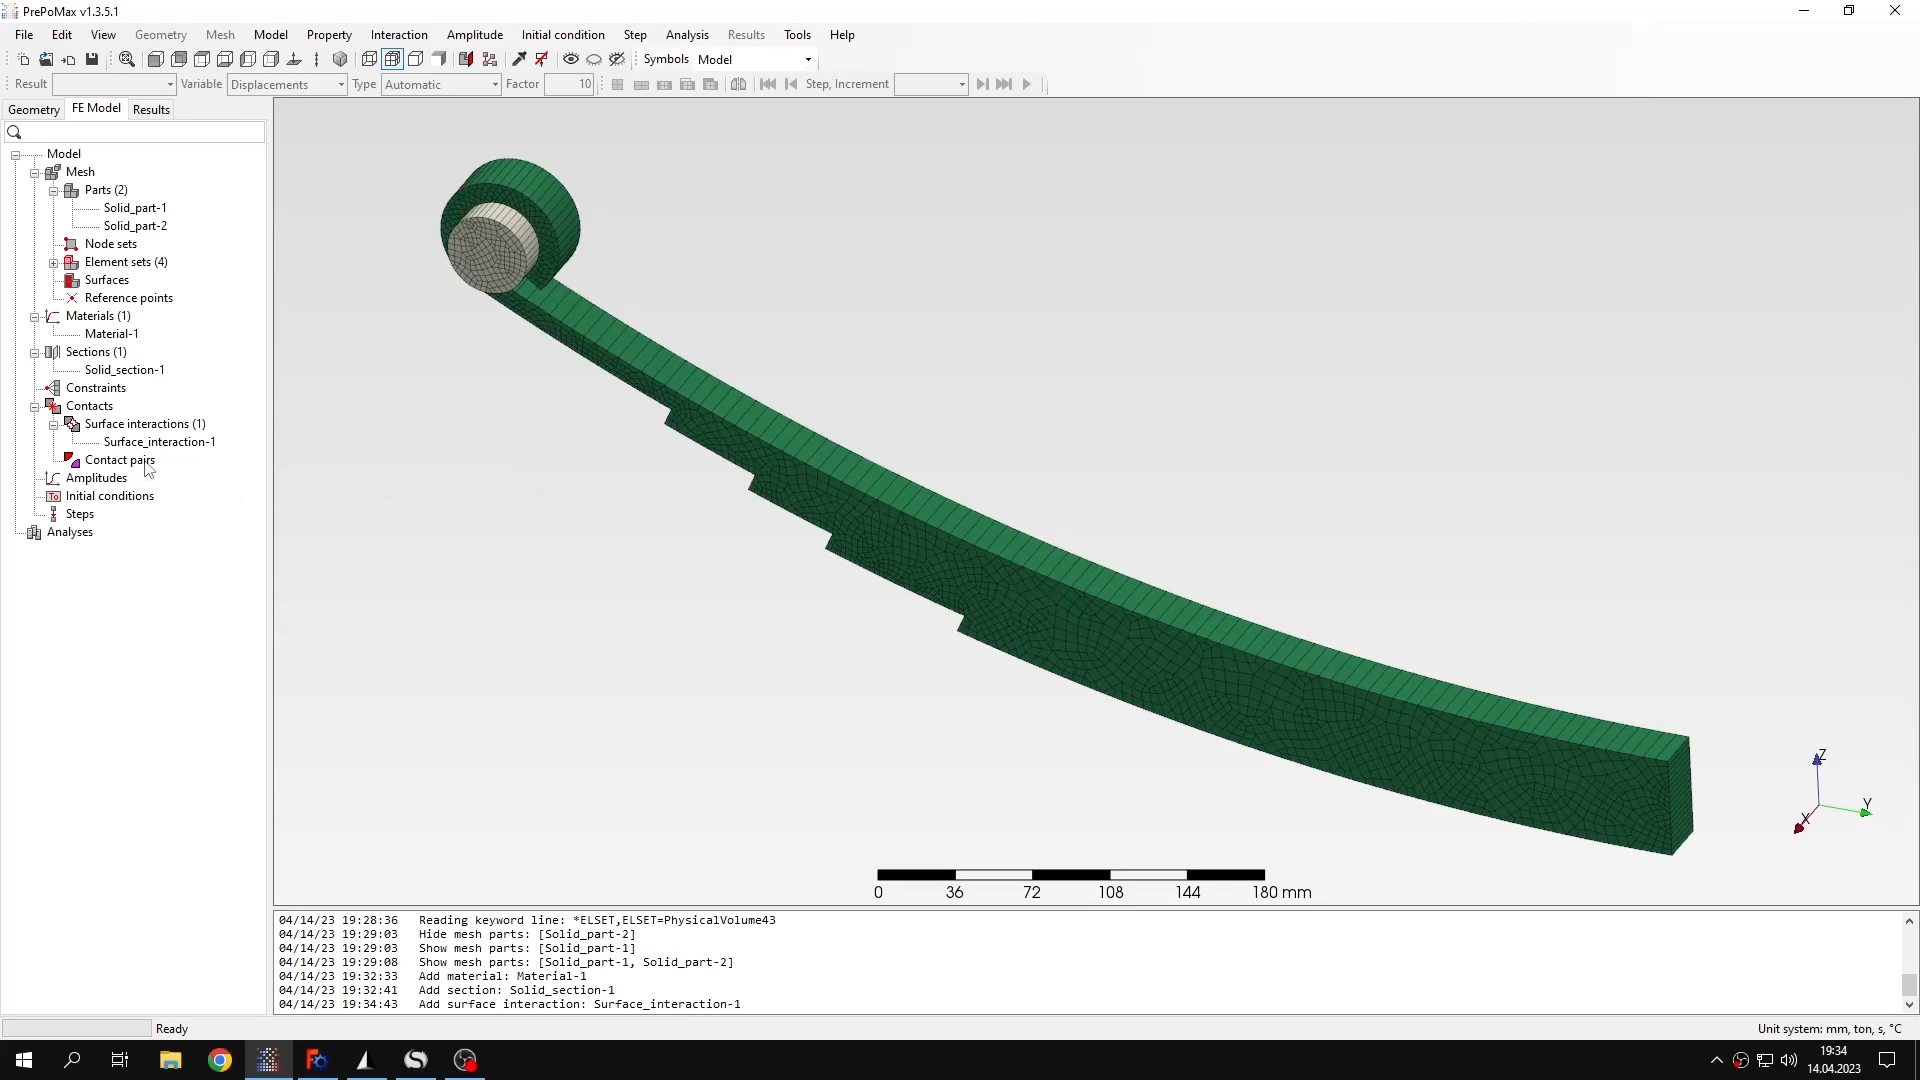 PrePoMax v1.3.5.1
File Edit View Geometry Mesh Model Property Interaction Amplitude Initial condition Step Analysis Results Tools Help
Symbols Model
Result Variable Displacements Type Automatic Factor 10 Step, Increment
Geometry FE Model Results
Model
Mesh
Parts (2)
Solid_part-1
Solid_part-2
Node sets
Element sets (4)
Surfaces
Reference points
Materials (1)
Material-1
Sections (1)
Solid_section-1
Constraints
Contacts
Surface interactions (1)
Surface_interaction-1
Contact pairs
Amplitudes
Initial conditions
Steps
Analyses
Z
Y
X
0 36 72 108 144 180 mm
04/14/23 19:28:36 Reading keyword line: *ELSET,ELSET=PhysicalVolume43
04/14/23 19:29:03 Hide mesh parts: [Solid_part-2]
04/14/23 19:29:03 Show mesh parts: [Solid_part-1]
04/14/23 19:29:08 Show mesh parts: [Solid_part-1, Solid_part-2]
04/14/23 19:32:33 Add material: Material-1
04/14/23 19:32:41 Add section: Solid_section-1
04/14/23 19:34:43 Add surface interaction: Surface_interaction-1
Ready
Unit system: mm, ton, s, °C
19:34
14.04.2023